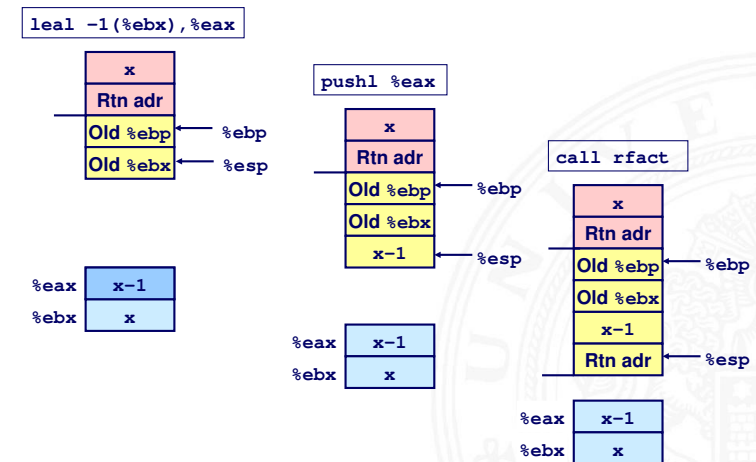 leal –1(%ebx),%eax
x
Rtn adr
Old %ebp
%ebp
Old %ebx
%esp
%eax
x–1
%ebx
x
pushl %eax
x
Rtn adr
Old %ebp
%ebp
Old %ebx
x–1
%esp
%eax
x–1
%ebx
x
call rfact
x
Rtn adr
Old %ebp
%ebp
Old %ebx
x–1
Rtn adr
%esp
%eax
x–1
%ebx
x
UNIVE